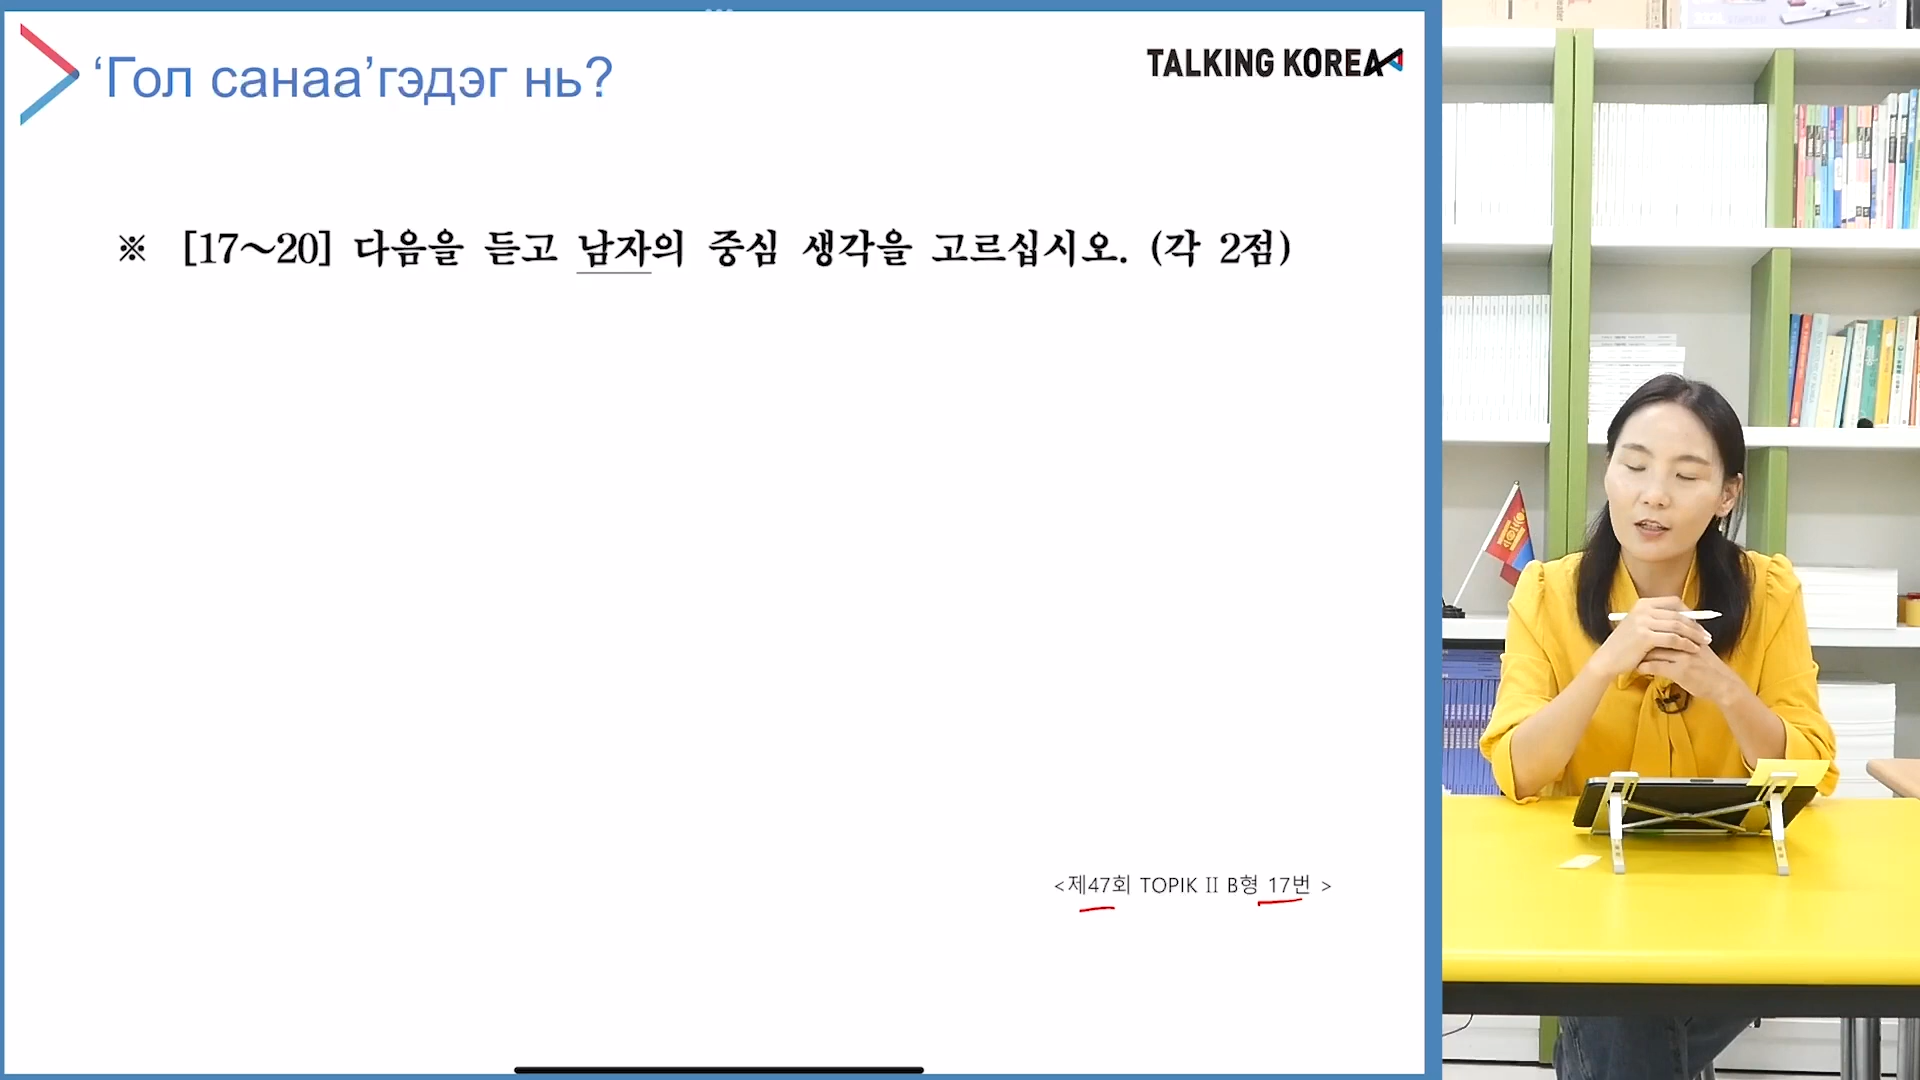 ‘Гол санаа’гэдэг нь?
TALKING KOREA
※ [17～20] 다음을 듣고 남자의 중심 생각을 고르십시오. (각 2점)
<제47회 TOPIK II B형 17번 >